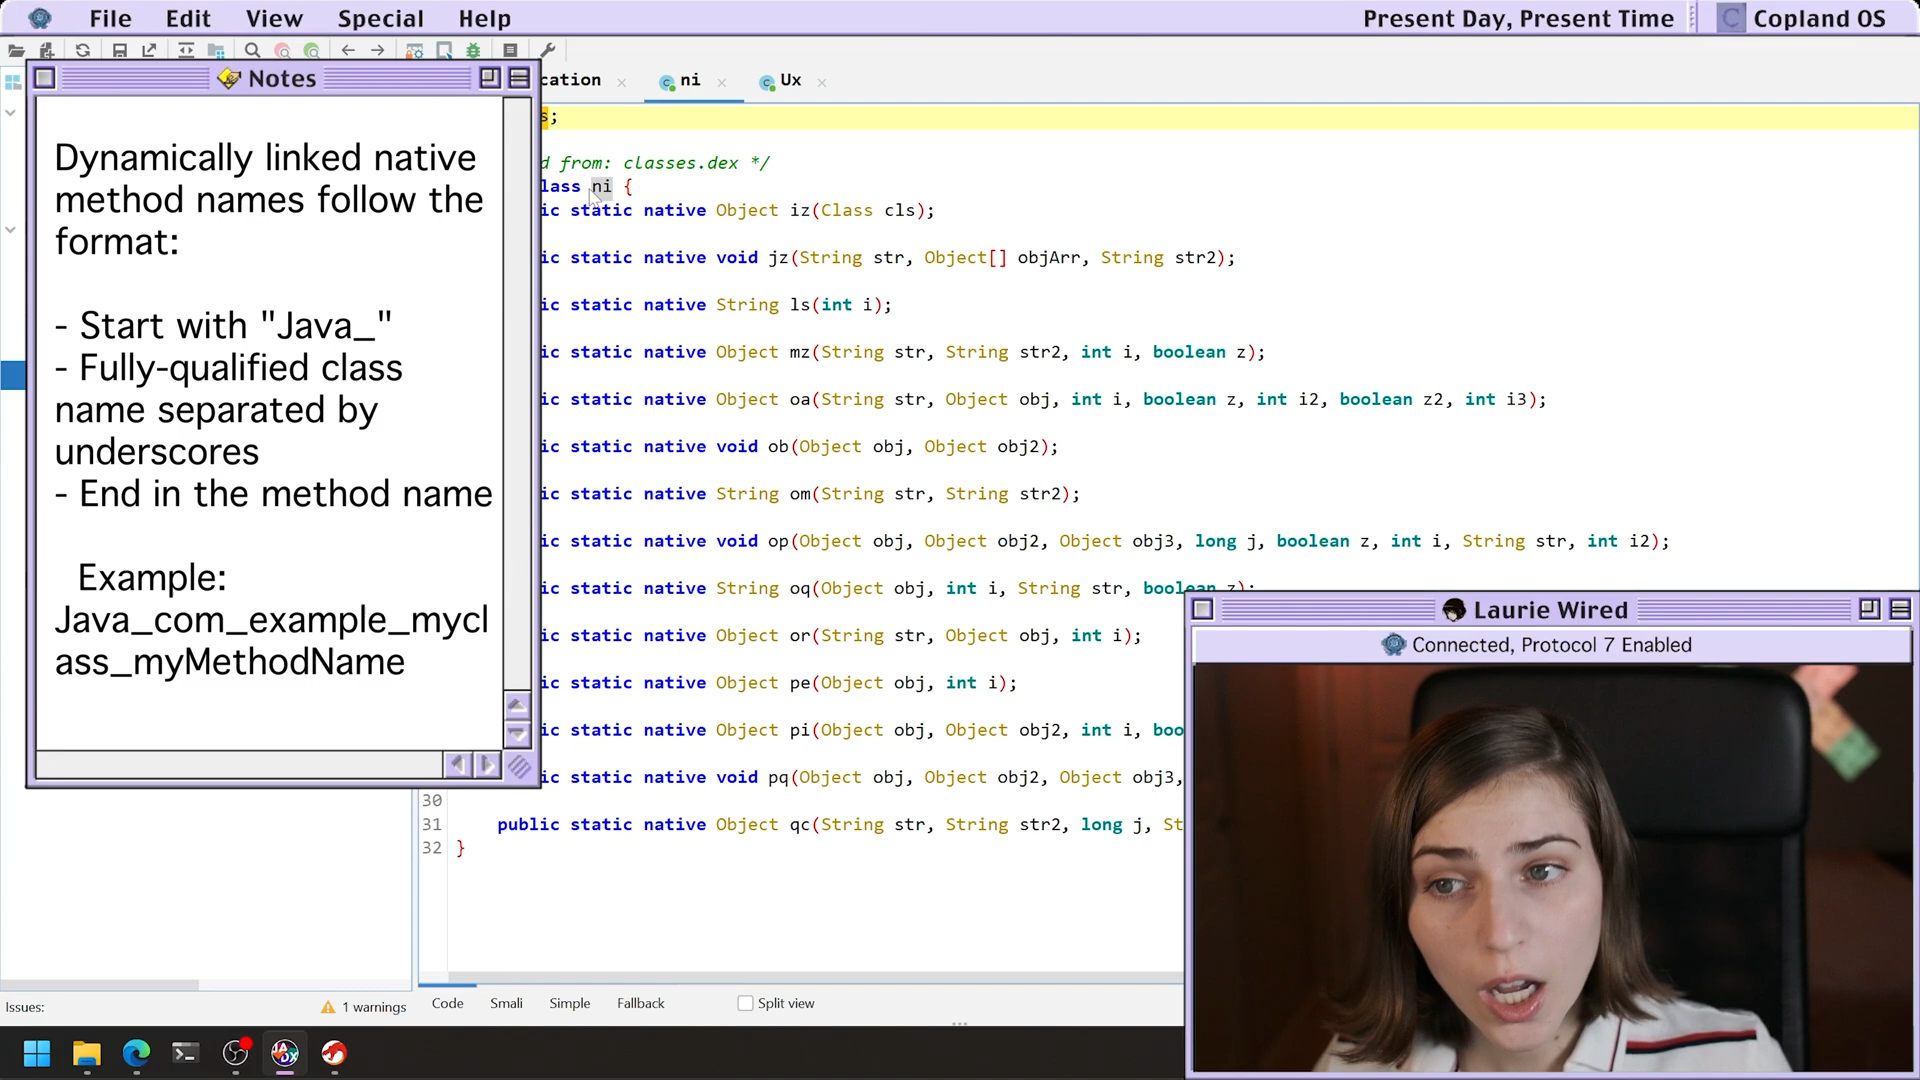 File Edit View Special Help
Present Day, Present Time
Copland OS
Notes
Dynamically linked native
method names follow the
format:
- Start with "Java_"
- Fully-qualified class
name separated by
underscores
- End in the method name
Example:
Java_com_example_mycl
ass_myMethodName
cation × ni × Ux ×
s;
d from: classes.dex */
lass ni {
ic static native Object iz(Class cls);
ic static native void jz(String str, Object[] objArr, String str2);
ic static native String ls(int i);
ic static native Object mz(String str, String str2, int i, boolean z);
ic static native Object oa(String str, Object obj, int i, boolean z, int i2, boolean z2, int i3);
ic static native void ob(Object obj, Object obj2);
ic static native String om(String str, String str2);
ic static native void op(Object obj, Object obj2, Object obj3, long j, boolean z, int i, String str, int i2);
ic static native String oq(Object obj, int i, String str, boolean z);
ic static native Object or(String str, Object obj, int i);
ic static native Object pe(Object obj, int i);
ic static native Object pi(Object obj, Object obj2, int i, boo
ic static native void pq(Object obj, Object obj2, Object obj3,
30
31 public static native Object qc(String str, String str2, long j, St
32 }
Laurie Wired
Connected, Protocol 7 Enabled
Issues: 1 warnings
Code Smali Simple Fallback Split view